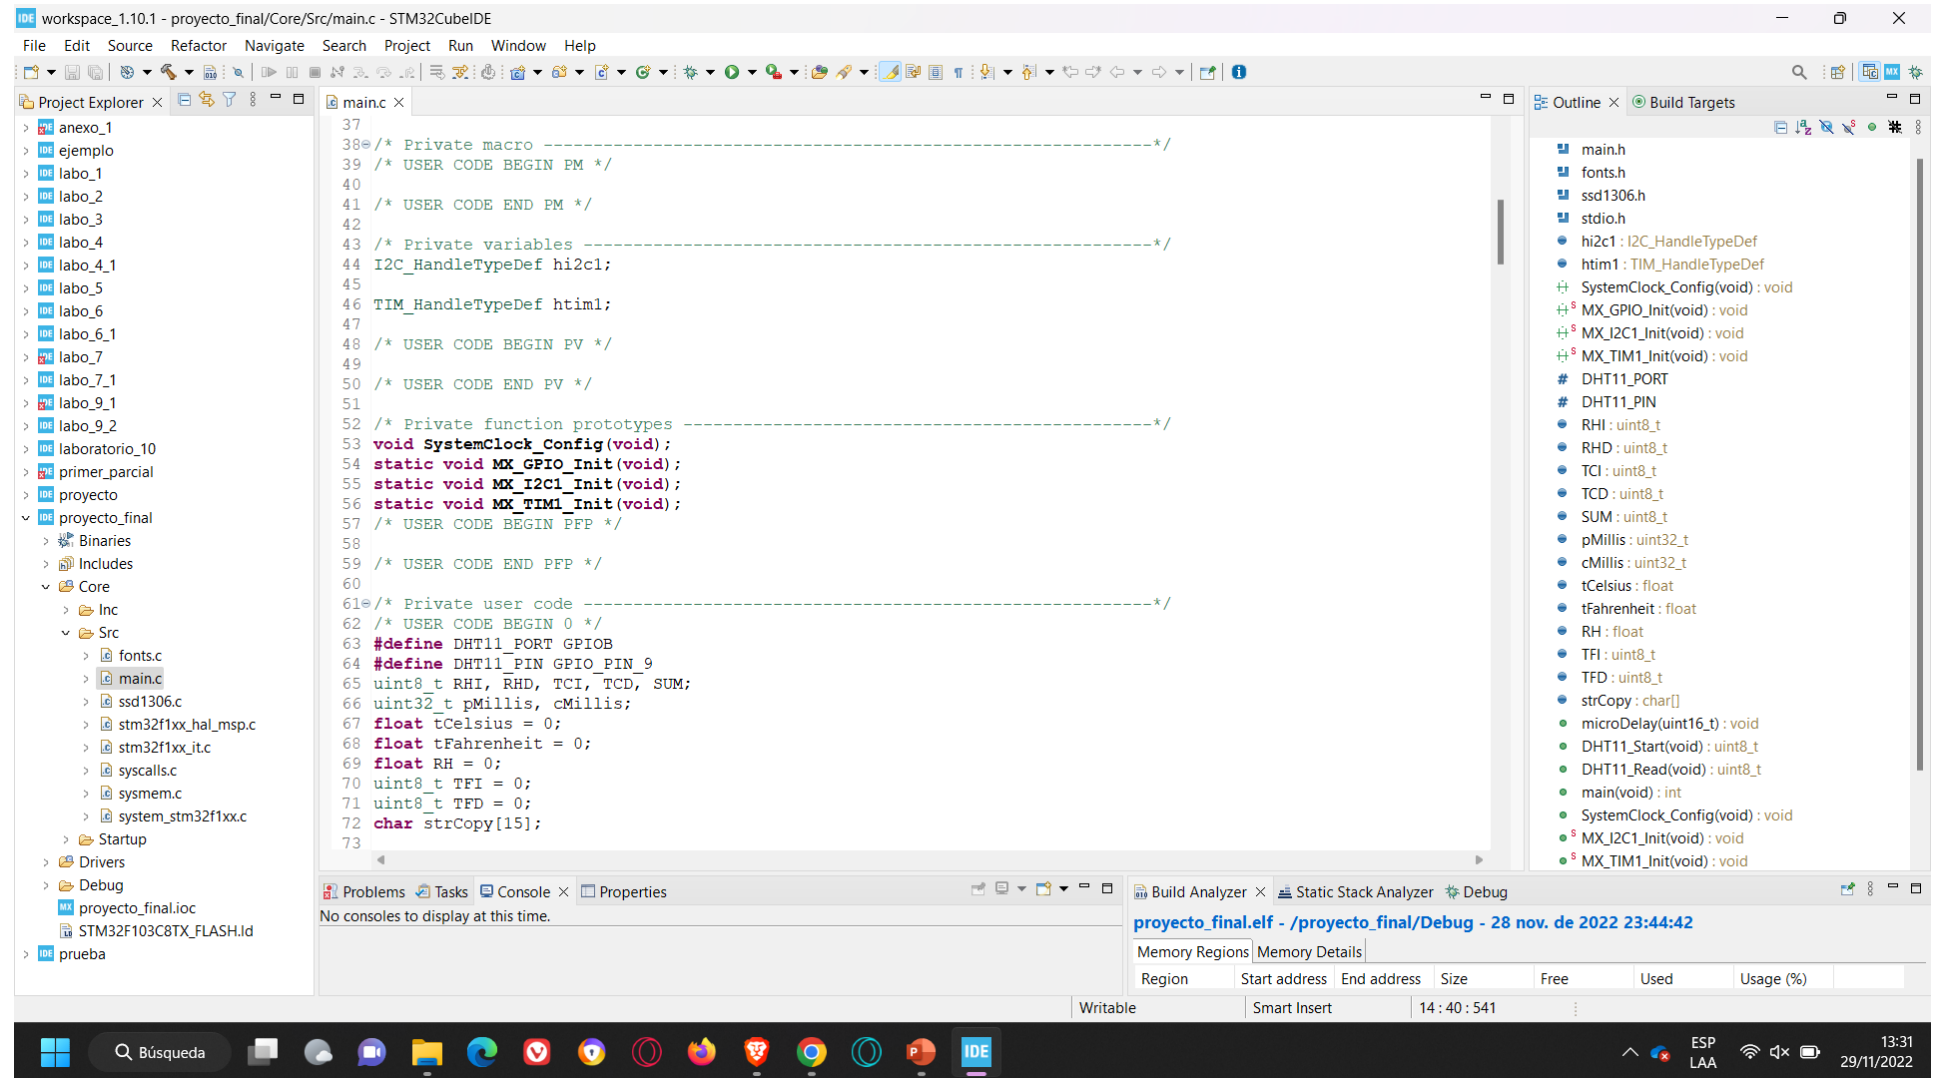 workspace_1.10.1 - proyecto_final/Core/Src/main.c - STM32CubeIDE
File Edit Source Refactor Navigate Search Project Run Window Help
Project Explorer
anexo_1
ejemplo
labo_1
labo_2
labo_3
labo_4
labo_4_1
labo_5
labo_6
labo_6_1
labo_7
labo_7_1
labo_9_1
labo_9_2
laboratorio_10
primer_parcial
proyecto
proyecto_final
Binaries
Includes
Core
Inc
Src
fonts.c
main.c
ssd1306.c
stm32f1xx_hal_msp.c
stm32f1xx_it.c
syscalls.c
sysmem.c
system_stm32f1xx.c
Startup
Drivers
Debug
proyecto_final.ioc
STM32F103C8TX_FLASH.ld
prueba
main.c
37
38 /* Private macro -------------------------------------------------------------*/
39 /* USER CODE BEGIN PM */
40
41 /* USER CODE END PM */
42
43 /* Private variables ---------------------------------------------------------*/
44 I2C_HandleTypeDef hi2c1;
45
46 TIM_HandleTypeDef htim1;
47
48 /* USER CODE BEGIN PV */
49
50 /* USER CODE END PV */
51
52 /* Private function prototypes -----------------------------------------------*/
53 void SystemClock_Config(void);
54 static void MX_GPIO_Init(void);
55 static void MX_I2C1_Init(void);
56 static void MX_TIM1_Init(void);
57 /* USER CODE BEGIN PFP */
58
59 /* USER CODE END PFP */
60
61 /* Private user code ---------------------------------------------------------*/
62 /* USER CODE BEGIN 0 */
63 #define DHT11_PORT GPIOB
64 #define DHT11_PIN GPIO_PIN_9
65 uint8_t RHI, RHD, TCI, TCD, SUM;
66 uint32_t pMillis, cMillis;
67 float tCelsius = 0;
68 float tFahrenheit = 0;
69 float RH = 0;
70 uint8_t TFI = 0;
71 uint8_t TFD = 0;
72 char strCopy[15];
73
Outline Build Targets
main.h
fonts.h
ssd1306.h
stdio.h
hi2c1 : I2C_HandleTypeDef
htim1 : TIM_HandleTypeDef
SystemClock_Config(void) : void
MX_GPIO_Init(void) : void
MX_I2C1_Init(void) : void
MX_TIM1_Init(void) : void
DHT11_PORT
DHT11_PIN
RHI : uint8_t
RHD : uint8_t
TCI : uint8_t
TCD : uint8_t
SUM : uint8_t
pMillis : uint32_t
cMillis : uint32_t
tCelsius : float
tFahrenheit : float
RH : float
TFI : uint8_t
TFD : uint8_t
strCopy : char[]
microDelay(uint16_t) : void
DHT11_Start(void) : uint8_t
DHT11_Read(void) : uint8_t
main(void) : int
SystemClock_Config(void) : void
MX_I2C1_Init(void) : void
MX_TIM1_Init(void) : void
Problems Tasks Console Properties
No consoles to display at this time.
Build Analyzer Static Stack Analyzer Debug
proyecto_final.elf - /proyecto_final/Debug - 28 nov. de 2022 23:44:42
Memory Regions Memory Details
Region Start address End address Size Free Used Usage (%)
Writable Smart Insert 14 : 40 : 541
Búsqueda
IDE
ESP
LAA
13:31
29/11/2022